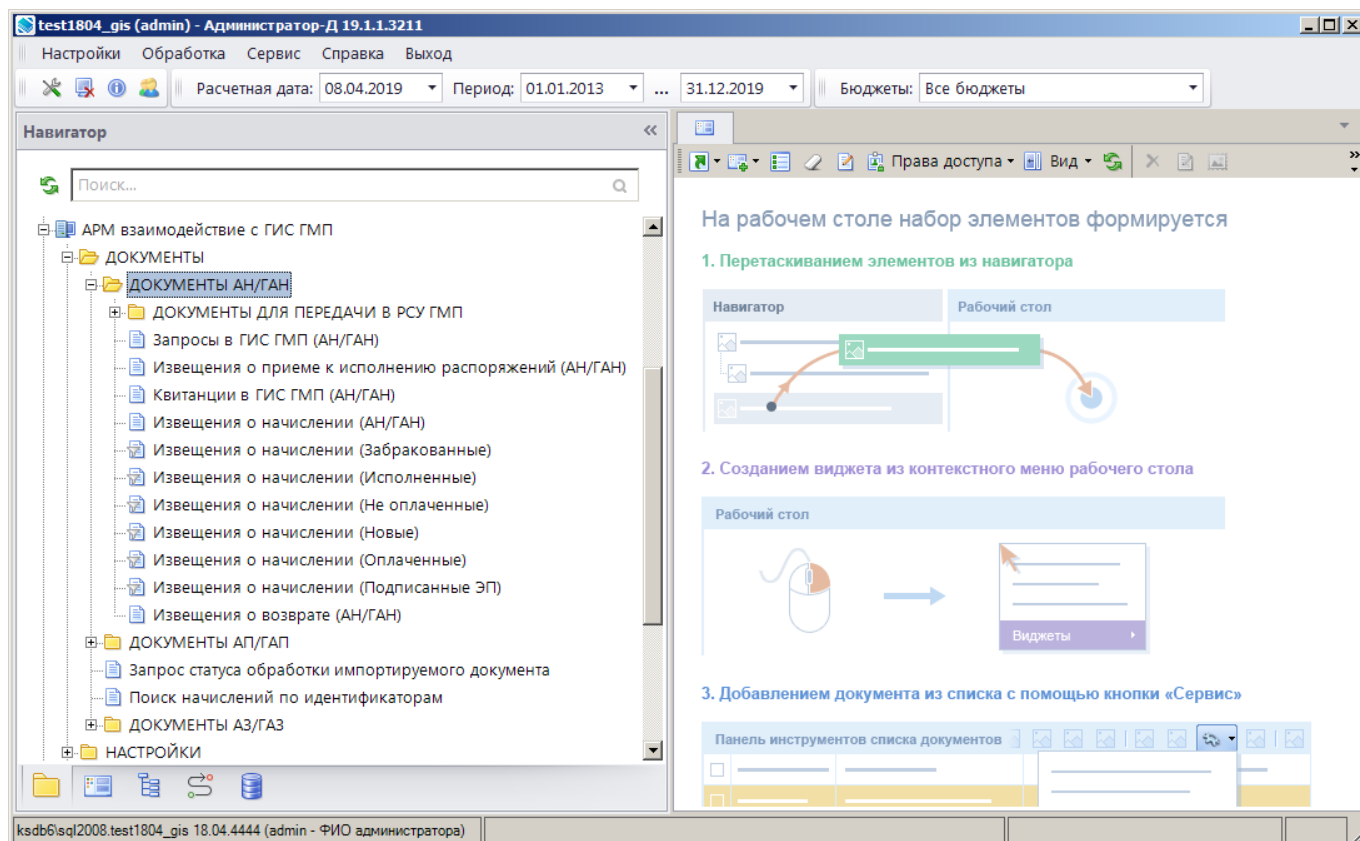 test1804_gis (admin) - Администратор-Д 19.1.1.3211
Настройки Обработка Сервис Справка Выход
Расчетная дата: 08.04.2019 Период: 01.01.2013 ... 31.12.2019 Бюджеты: Все бюджеты
Навигатор
Поиск...
АРМ взаимодействие с ГИС ГМП
ДОКУМЕНТЫ
ДОКУМЕНТЫ АН/ГАН
ДОКУМЕНТЫ ДЛЯ ПЕРЕДАЧИ В РСУ ГМП
Запросы в ГИС ГМП (АН/ГАН)
Извещения о приеме к исполнению распоряжений (АН/ГАН)
Квитанции в ГИС ГМП (АН/ГАН)
Извещения о начислении (АН/ГАН)
Извещения о начислении (Забракованные)
Извещения о начислении (Исполненные)
Извещения о начислении (Не оплаченные)
Извещения о начислении (Новые)
Извещения о начислении (Оплаченные)
Извещения о начислении (Подписанные ЭП)
Извещения о возврате (АН/ГАН)
ДОКУМЕНТЫ АП/ГАП
Запрос статуса обработки импортируемого документа
Поиск начислений по идентификаторам
ДОКУМЕНТЫ АЗ/ГАЗ
НАСТРОЙКИ
Права доступа Вид
На рабочем столе набор элементов формируется
1. Перетаскиванием элементов из навигатора
Навигатор Рабочий стол
2. Созданием виджета из контекстного меню рабочего стола
Рабочий стол
Виджеты
3. Добавлением документа из списка с помощью кнопки «Сервис»
Панель инструментов списка документов
ksdb6\sql2008.test1804_gis 18.04.4444 (admin - ФИО администратора)